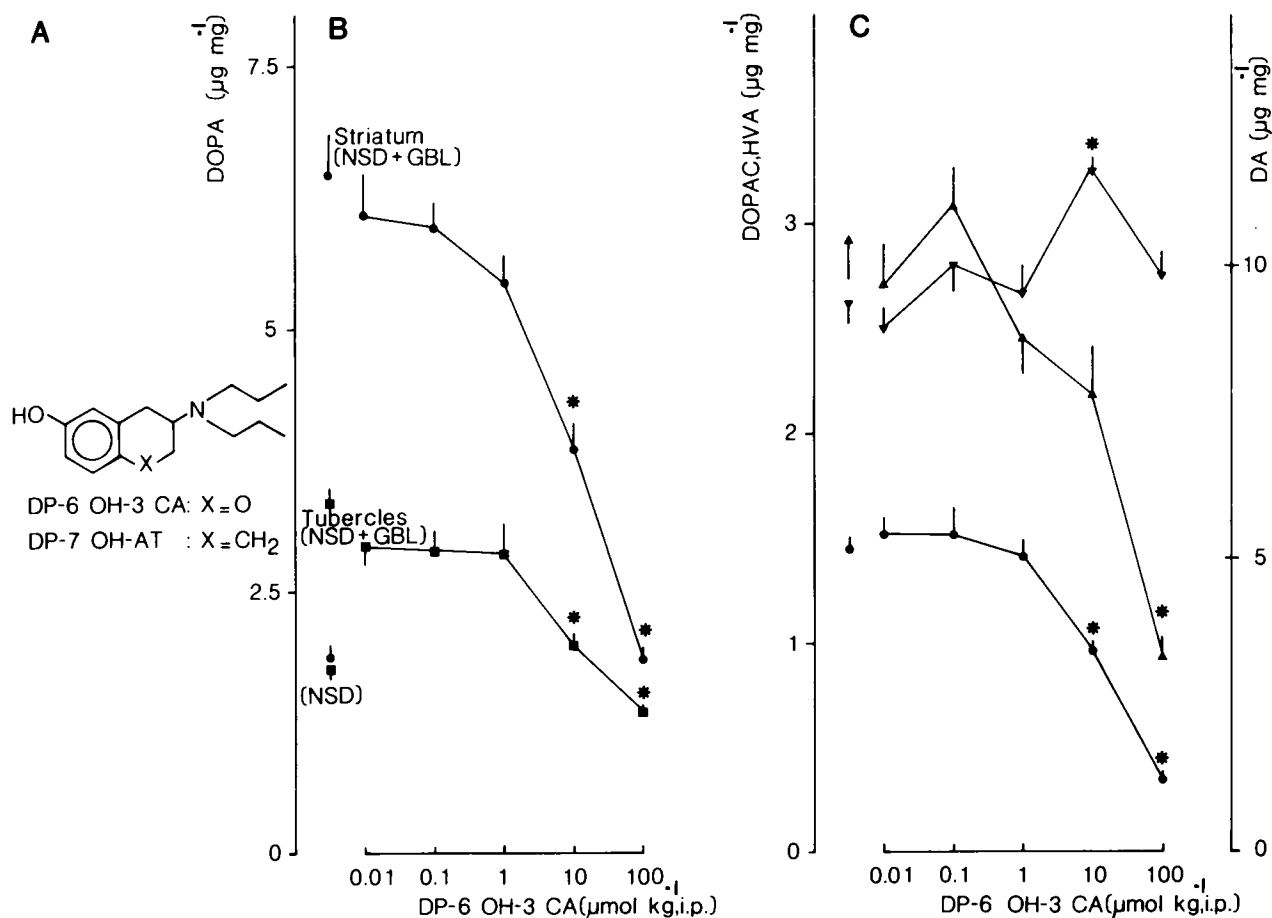 A
HO
N
X
DP-6 OH-3 CA: X=O
DP-7 OH-AT : X=CH2
B
DOPA (µg mg-1)
7.5
5
2.5
0
Striatum
(NSD+GBL)
*
Tubercles
(NSD+GBL)
*
*
*
(NSD)
0.01 0.1 1 10 100
DP-6 OH-3 CA(µmol kg-1,i.p.)
C
DOPAC,HVA (µg mg-1)
3
2
1
0
*
*
*
*
DA (µg mg-1)
10
5
0
0.01 0.1 1 10 100
DP-6 OH-3 CA(µmol kg-1,i.p.)